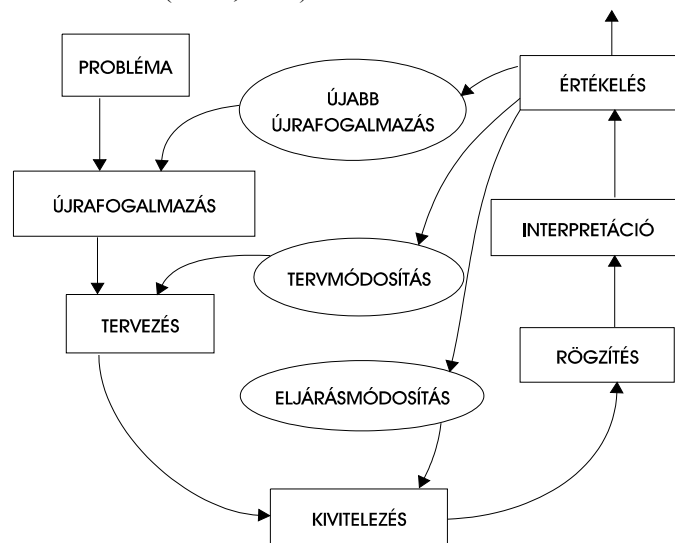 PROBLÉMA
ÚJABB
ÚJRAFOGALMAZÁS
ÉRTÉKELÉS
ÚJRAFOGALMAZÁS
INTERPRETÁCIÓ
TERVMÓDOSÍTÁS
TERVEZÉS
RÖGZÍTÉS
ELJÁRÁSMÓDOSÍTÁS
KIVITELEZÉS